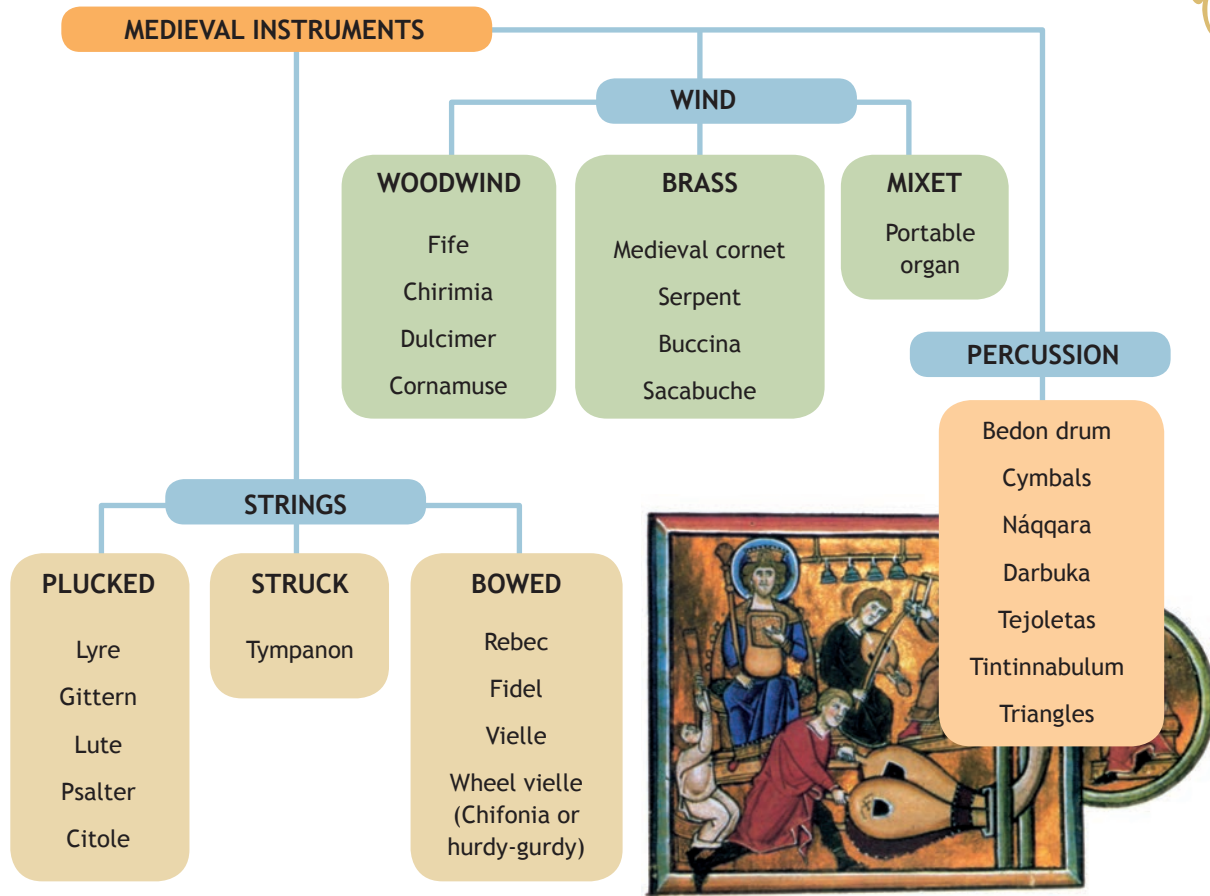 MEDIEVAL INSTRUMENTS
WIND
WOODWIND
Fife
Chirimia
Dulcimer
Cornamuse
BRASS
Medieval cornet
Serpent
Buccina
Sacabuche
MIXET
Portable
organ
PERCUSSION
Bedon drum
Cymbals
Náqqara
Darbuka
Tejoletas
Tintinnabulum
Triangles
STRINGS
PLUCKED
Lyre
Gittern
Lute
Psalter
Citole
STRUCK
Tympanon
BOWED
Rebec
Fidel
Vielle
Wheel vielle
(Chifonia or
hurdy-gurdy)